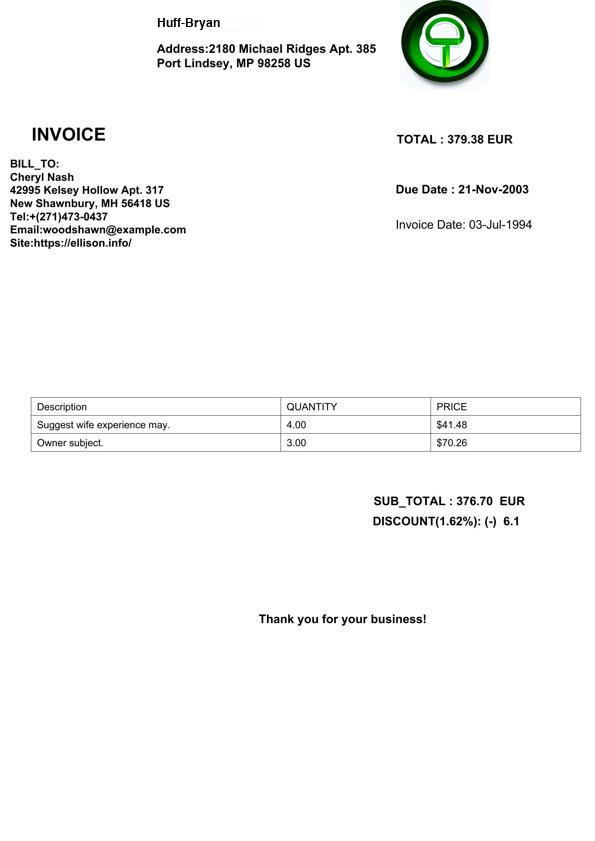 Huff-Bryan
Address:2180 Michael Ridges Apt. 385
Port Lindsey, MP 98258 US
INVOICE
TOTAL : 379.38 EUR
BILL_TO:
Cheryl Nash
42995 Kelsey Hollow Apt. 317
New Shawnbury, MH 56418 US
Tel:+(271)473-0437
Email:woodshawn@example.com
Site:https://ellison.info/
Due Date : 21-Nov-2003
Invoice Date: 03-Jul-1994
Description QUANTITY PRICE
Suggest wife experience may. 4.00 $41.48
Owner subject. 3.00 $70.26
SUB_TOTAL : 376.70 EUR
DISCOUNT(1.62%): (-) 6.1
Thank you for your business!